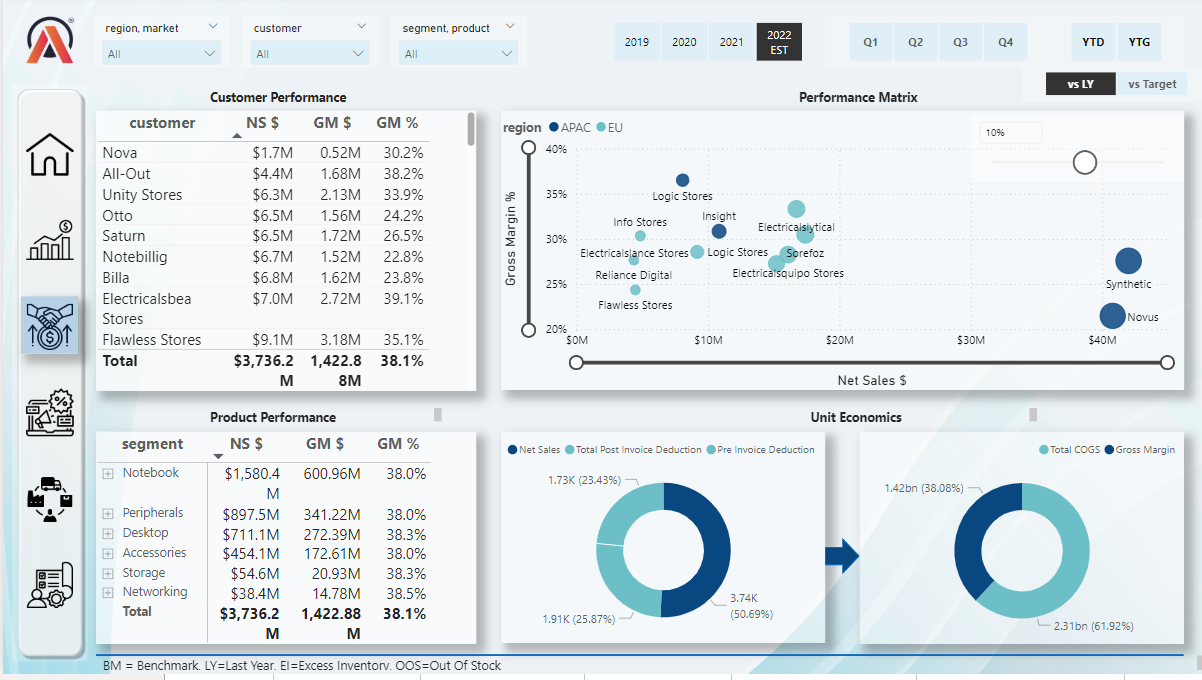 region, market
customer
segment, product
All
All
All
2019
2020
2021
2022
EST
Q1
Q2
Q3
Q4
YTD
YTG
vs LY
vs Target
Customer Performance
customer NS $ GM $ GM %
Nova $1.7M 0.52M 30.2%
All-Out $4.4M 1.68M 38.2%
Unity Stores $6.3M 2.13M 33.9%
Otto $6.5M 1.56M 24.2%
Saturn $6.5M 1.72M 26.5%
Notebillig $6.7M 1.52M 22.8%
Billa $6.8M 1.62M 23.8%
Electricalsbea $7.0M 2.72M 39.1%
Stores
Flawless Stores $9.1M 3.18M 35.1%
Total $3,736.2 1,422.8 38.1%
M 8M
Performance Matrix
region APAC EU
10%
Gross Margin %
40%
35%
30%
25%
20%
Logic Stores
Insight
Info Stores
Electricalslytical
Electricalslance Stores
Logic Stores
Sorefoz
Reliance Digital
Electricalsquipo Stores
Flawless Stores
Synthetic
Novus
$0M $10M $20M $30M $40M
Net Sales $
Product Performance
segment NS $ GM $ GM %
Notebook $1,580.4 600.96M 38.0%
M
Peripherals $897.5M 341.22M 38.0%
Desktop $711.1M 272.39M 38.3%
Accessories $454.1M 172.61M 38.0%
Storage $54.6M 20.93M 38.3%
Networking $38.4M 14.78M 38.5%
Total $3,736.2 1,422.88 38.1%
M M
Unit Economics
Net Sales Total Post Invoice Deduction Pre Invoice Deduction
1.73K (23.43%)
1.91K (25.87%)
3.74K
(50.69%)
Total COGS Gross Margin
1.42bn (38.08%)
2.31bn (61.92%)
BM = Benchmark, LY=Last Year, EI=Excess Inventory, OOS=Out Of Stock